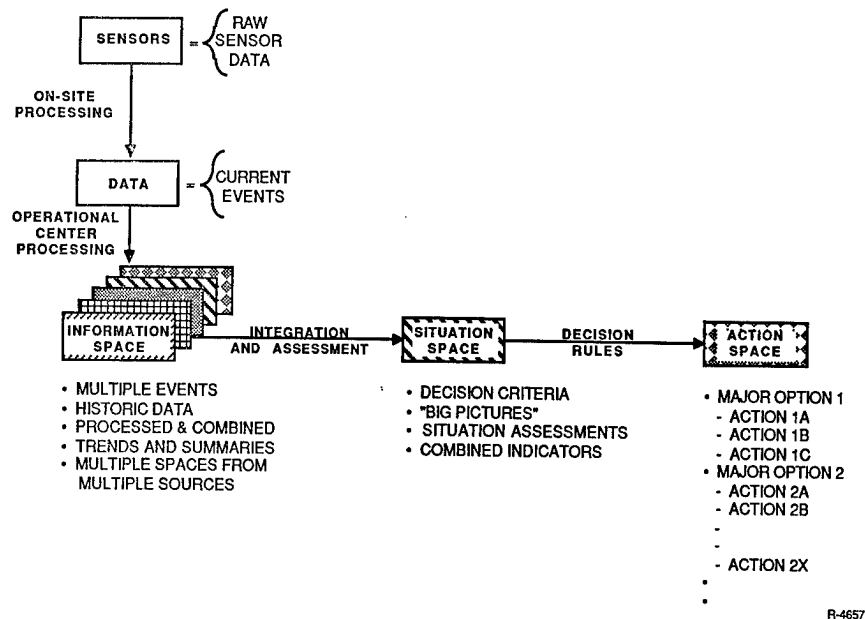 SENSORS
=
RAW
SENSOR
DATA
ON-SITE
PROCESSING
DATA
=
CURRENT
EVENTS
OPERATIONAL
CENTER
PROCESSING
INFORMATION
SPACE
INTEGRATION
AND ASSESSMENT
SITUATION
SPACE
DECISION
RULES
ACTION
SPACE
• MULTIPLE EVENTS
• HISTORIC DATA
• PROCESSED & COMBINED
• TRENDS AND SUMMARIES
• MULTIPLE SPACES FROM
MULTIPLE SOURCES
• DECISION CRITERIA
• "BIG PICTURES"
• SITUATION ASSESSMENTS
• COMBINED INDICATORS
• MAJOR OPTION 1
- ACTION 1A
- ACTION 1B
- ACTION 1C
• MAJOR OPTION 2
- ACTION 2A
- ACTION 2B
-
-
- ACTION 2X
•
•
R-4657